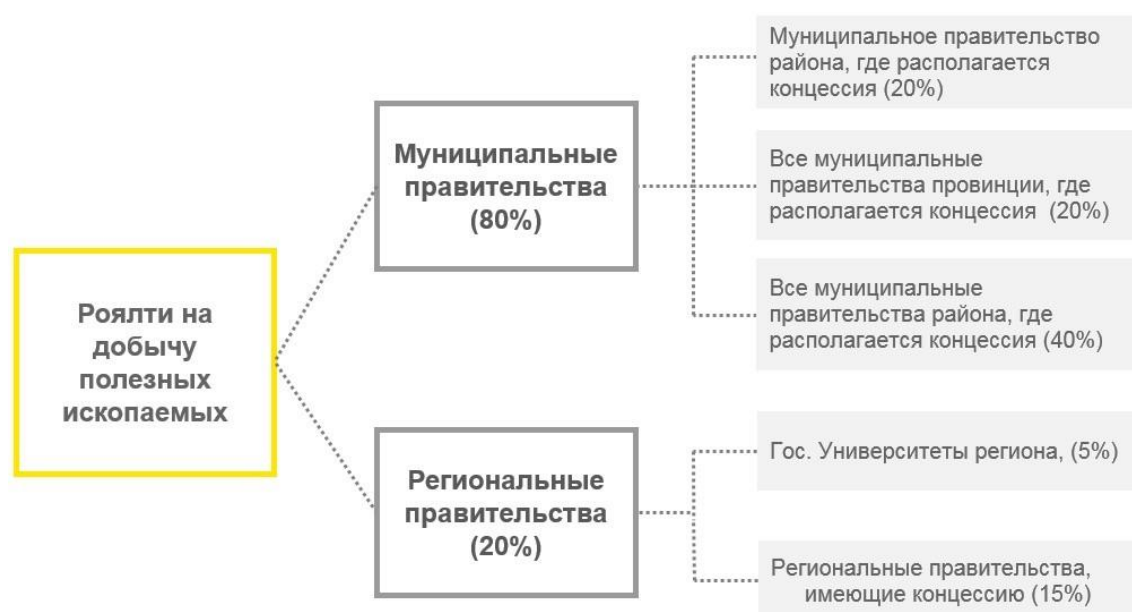 Роялти на
добычу
полезных
ископаемых
Муниципальные
правительства
(80%)
Муниципальное правительство
района, где располагается
концессия (20%)
Все муниципальные
правительства провинции, где
располагается концессия (20%)
Все муниципальные
правительства района, где
располагается концессия (40%)
Региональные
правительства
(20%)
Гос. Университеты региона, (5%)
Региональные правительства,
имеющие концессию (15%)